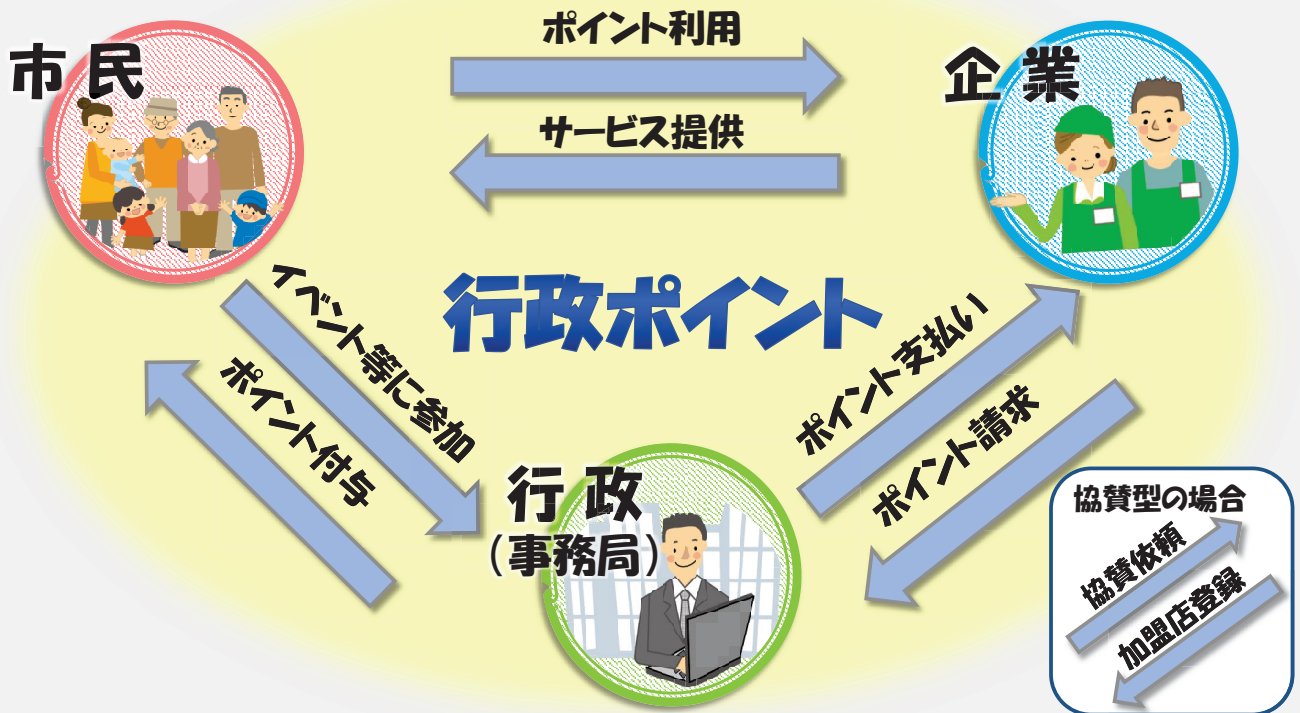 ポイント利用
市民
企業
サービス提供
行政ポイント
イベント等に参加
ポイント付与
ポイント支払い
ポイント請求
行政
(事務局)
協賛型の場合
協賛依頼
加盟店登録